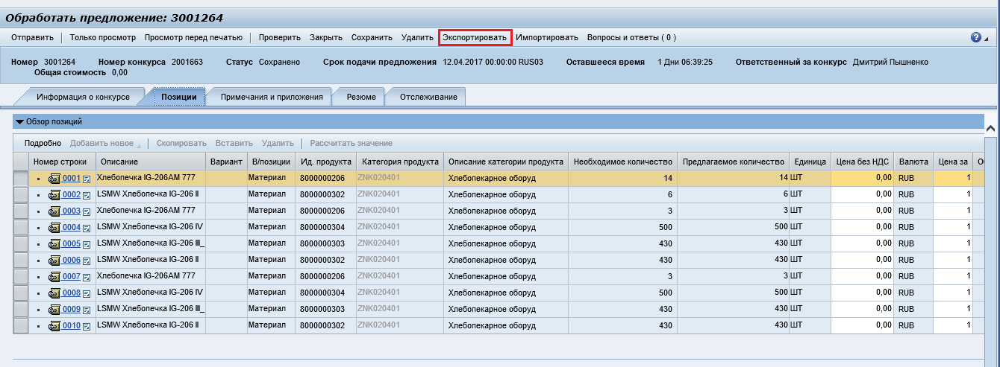 Обработать предложение: 3001264
Отправить Только просмотр Просмотр перед печатью Проверить Закрыть Сохранить Удалить Экспортировать Импортировать Вопросы и ответы ( 0 )
Номер 3001264 Номер конкурса 2001663 Статус Сохранено Срок подачи предложения 12.04.2017 00:00:00 RUS03 Оставшееся время 1 Дни 06:39:25 Ответственный за конкурс Дмитрий Пышненко
Общая стоимость 0,00
Информация о конкурсе Позиции Примечания и приложения Резюме Отслеживание
Обзор позиций
Подробно Добавить новое Скопировать Вставить Удалить Рассчитать значение
Номер строки Описание Вариант В/позиции Ид. продукта Категория продукта Описание категории продукта Необходимое количество Предлагаемое количество Единица Цена без НДС Валюта Цена за
0001 Хлебопечка IG-206AM 777 Материал 8000000206 ZNK020401 Хлебопекарное оборуд 14 14 ШТ 0,00 RUB 1
0002 LSMW Хлебопечка IG-206 II Материал 8000000302 ZNK020401 Хлебопекарное оборуд 6 6 ШТ 0,00 RUB 1
0003 Хлебопечка IG-206AM 777 Материал 8000000206 ZNK020401 Хлебопекарное оборуд 3 3 ШТ 0,00 RUB 1
0004 LSMW Хлебопечка IG-206 IV Материал 8000000304 ZNK020401 Хлебопекарное оборуд 500 500 ШТ 0,00 RUB 1
0005 LSMW Хлебопечка IG-206 III_ Материал 8000000303 ZNK020401 Хлебопекарное оборуд 430 430 ШТ 0,00 RUB 1
0006 LSMW Хлебопечка IG-206 II Материал 8000000302 ZNK020401 Хлебопекарное оборуд 430 430 ШТ 0,00 RUB 1
0007 Хлебопечка IG-206AM 777 Материал 8000000206 ZNK020401 Хлебопекарное оборуд 3 3 ШТ 0,00 RUB 1
0008 LSMW Хлебопечка IG-206 IV Материал 8000000304 ZNK020401 Хлебопекарное оборуд 500 500 ШТ 0,00 RUB 1
0009 LSMW Хлебопечка IG-206 III_ Материал 8000000303 ZNK020401 Хлебопекарное оборуд 430 430 ШТ 0,00 RUB 1
0010 LSMW Хлебопечка IG-206 II Материал 8000000302 ZNK020401 Хлебопекарное оборуд 430 430 ШТ 0,00 RUB 1